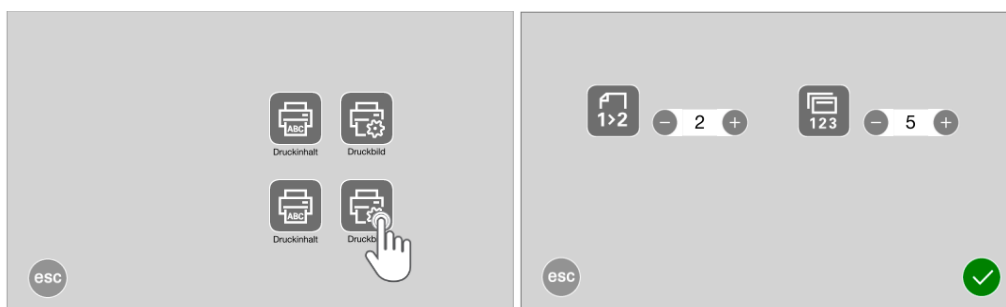 ABC
Druckinhalt Druckbild
ABC
Druckinhalt
esc
1>2 - 2 +
123 - 5 +
esc